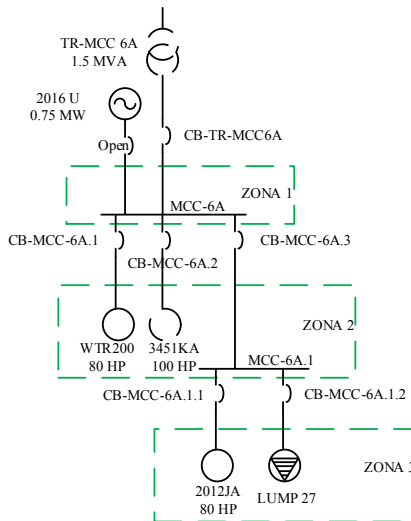 TR-MCC 6A
1.5 MVA
2016 U
0.75 MW
CB-TR-MCC6A
Open
ZONA 1
MCC-6A
CB-MCC-6A.1
CB-MCC-6A.3
CB-MCC-6A.2
ZONA 2
WTR200
80 HP
3451KA
100 HP
MCC-6A.1
CB-MCC-6A.1.1
CB-MCC-6A.1.2
ZONA 3
2012JA
80 HP
LUMP 27